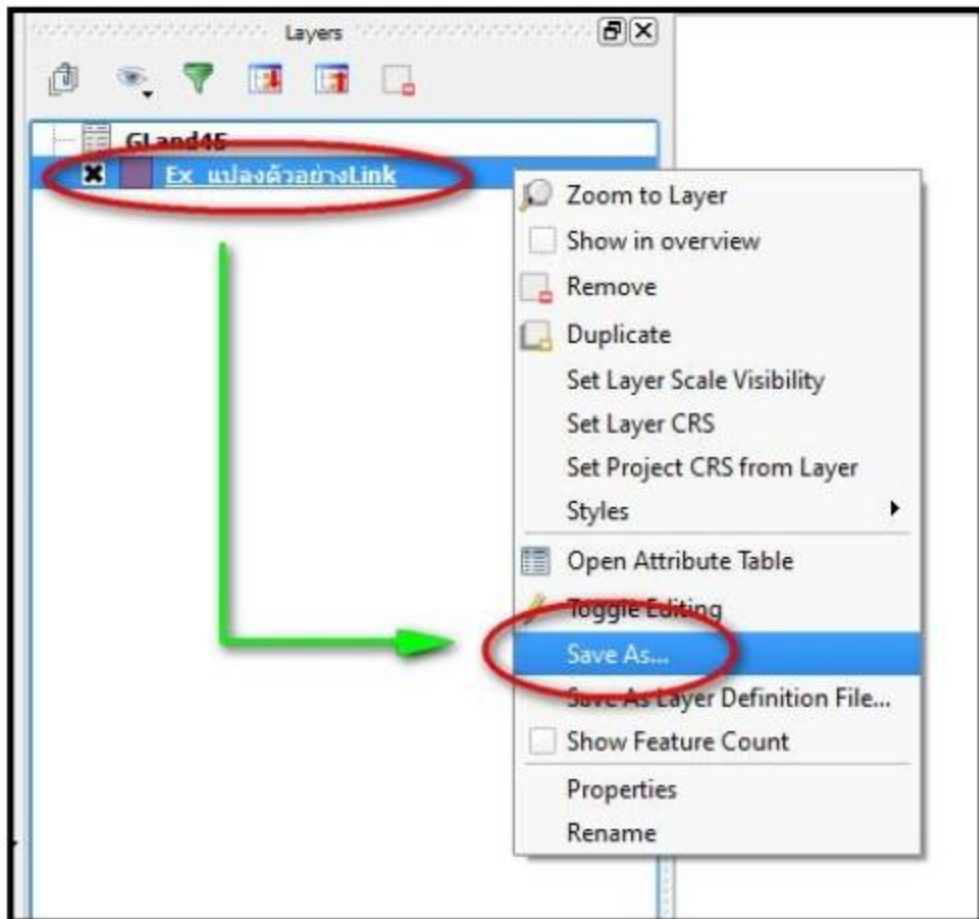 Layers
GLand45
Ex_แปลงตัวอย่างLink
Zoom to Layer
Show in overview
Remove
Duplicate
Set Layer Scale Visibility
Set Layer CRS
Set Project CRS from Layer
Styles
Open Attribute Table
Toggle Editing
Save As...
Save As Layer Definition File...
Show Feature Count
Properties
Rename